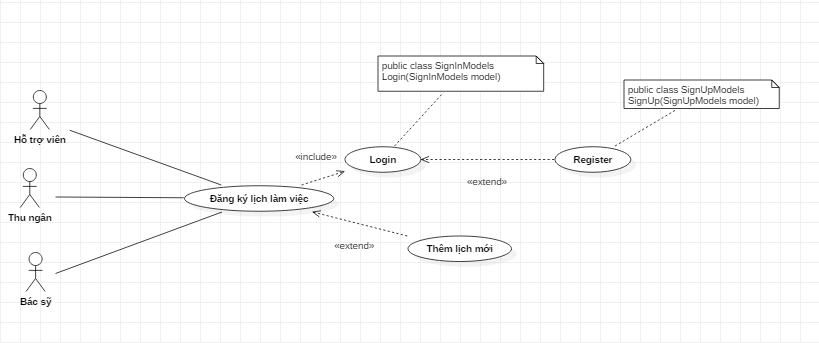 public class SignInModels
Login(SignInModels model)
public class SignUpModels
SignUp(SignUpModels model)
Hỗ trợ viên
«include»
Login
Register
«extend»
Đăng ký lịch làm việc
Thu ngân
«extend»
Thêm lịch mới
Bác sỹ